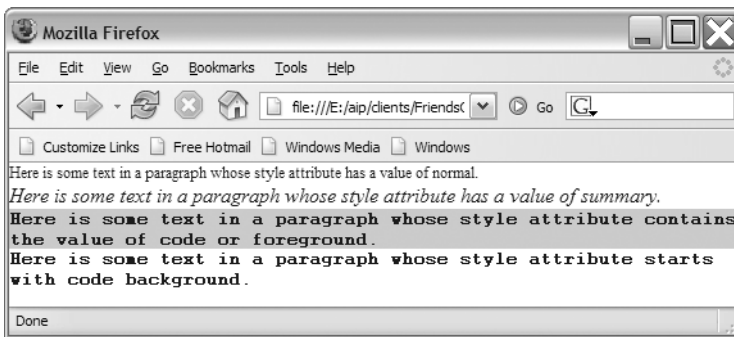 Mozilla Firefox
File Edit View Go Bookmarks Tools Help
file:///E:/aip/clients/Friends( Go G
Customize Links Free Hotmail Windows Media Windows
Here is some text in a paragraph whose style attribute has a value of normal.
Here is some text in a paragraph whose style attribute has a value of summary.
Here is some text in a paragraph whose style attribute contains
the value of code or foreground.
Here is some text in a paragraph whose style attribute starts
with code background.
Done